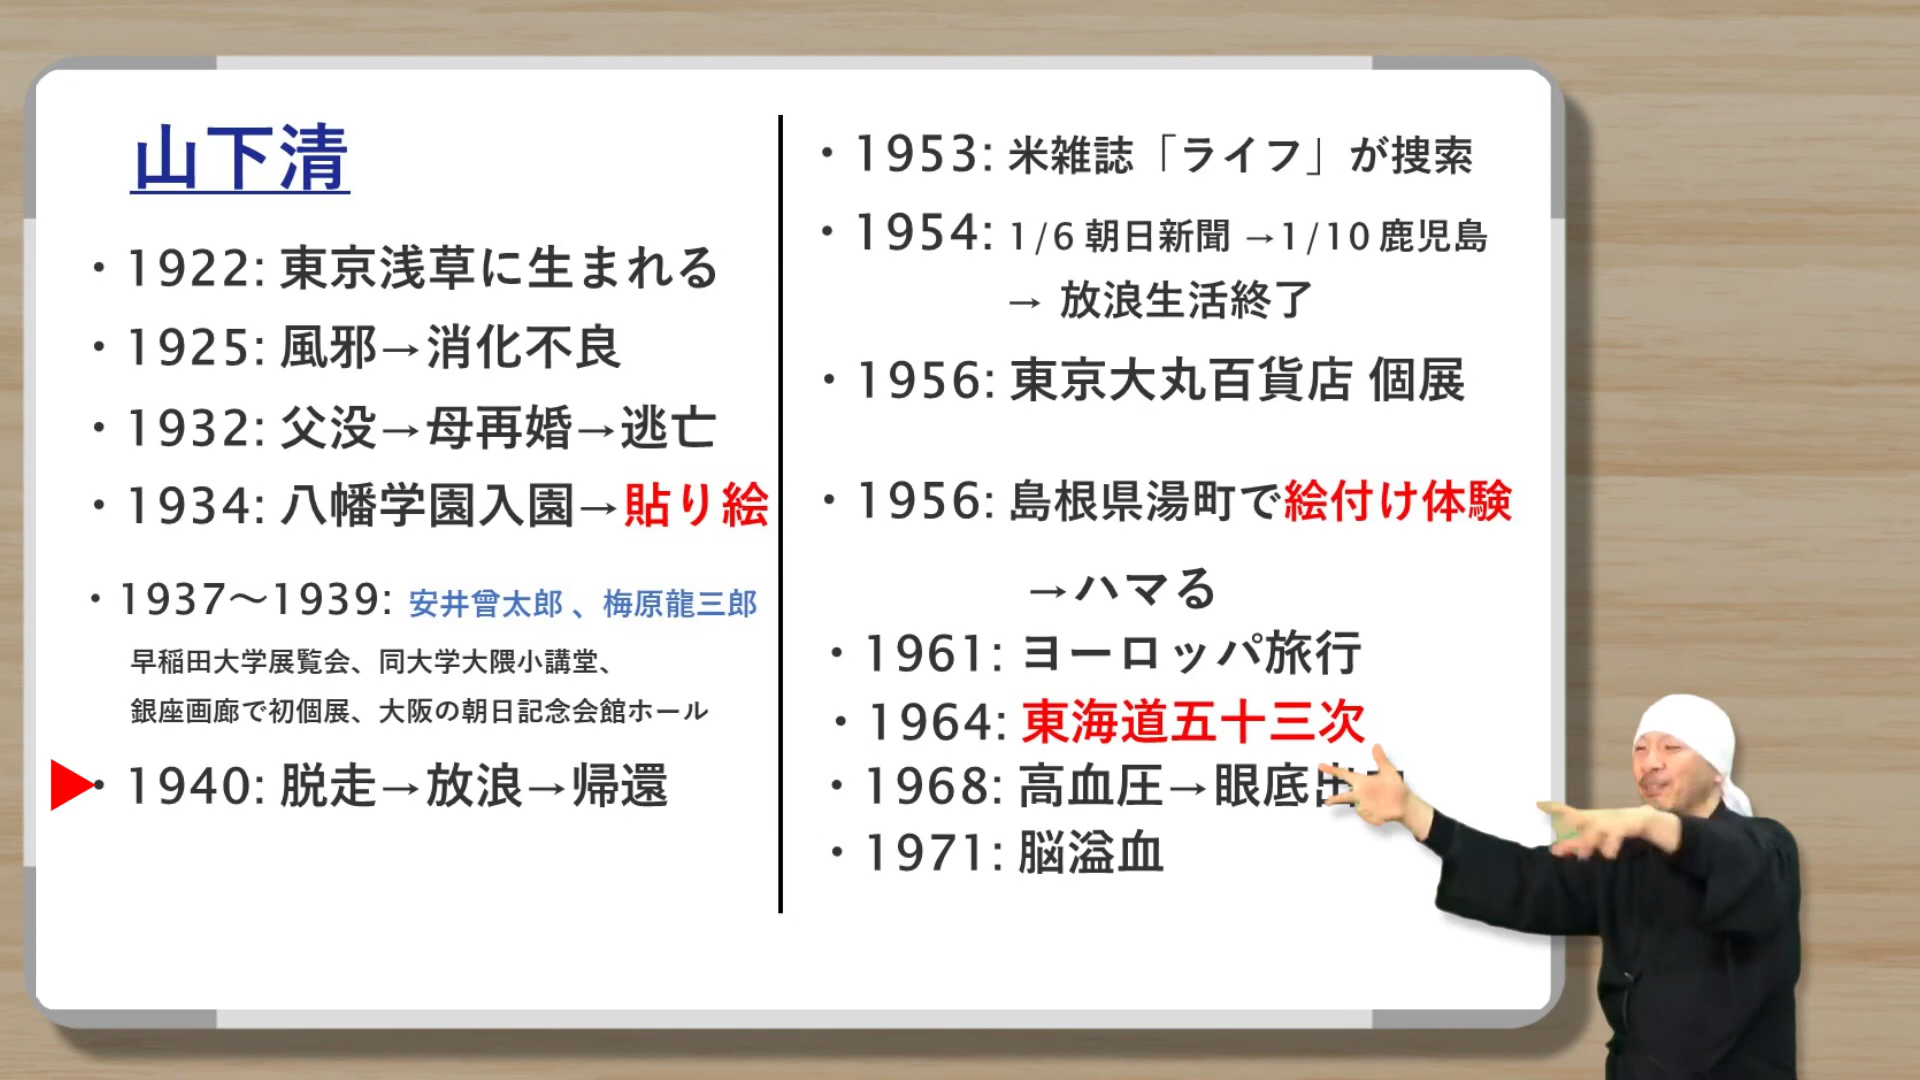 山下清
・1922: 東京浅草に生まれる
・1925: 風邪→消化不良
・1932: 父没→母再婚→逃亡
・1934: 八幡学園入園→貼り絵
・1937〜1939: 安井曾太郎、梅原龍三郎
早稲田大学展覧会、同大学大隈小講堂、
銀座画廊で初個展、大阪の朝日記念会館ホール
・1940: 脱走→放浪→帰還
・1953: 米雑誌「ライフ」が捜索
・1954: 1/6 朝日新聞 →1/10 鹿児島
→ 放浪生活終了
・1956: 東京大丸百貨店 個展
・1956: 島根県湯町で絵付け体験
→ハマる
・1961: ヨーロッパ旅行
・1964: 東海道五十三次
・1968: 高血圧→眼底出
・1971: 脳溢血